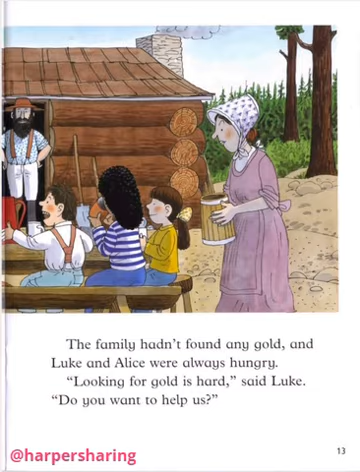 The family hadn't found any gold, and
Luke and Alice were always hungry.
"Looking for gold is hard," said Luke.
"Do you want to help us?"
13
@harpersharing